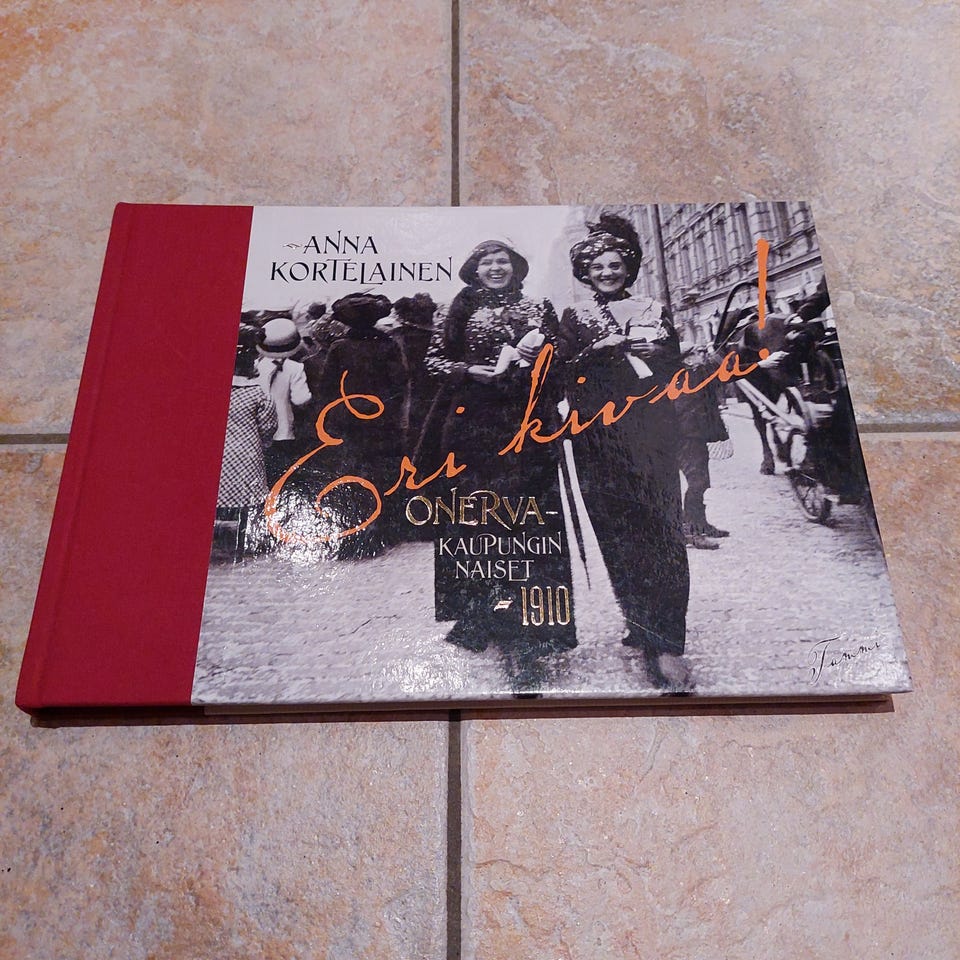 ANNA
KORTELAINEN
Eri kivaa!
ONERVA-
KAUPUNGIN
NAISET
1910
Tammi